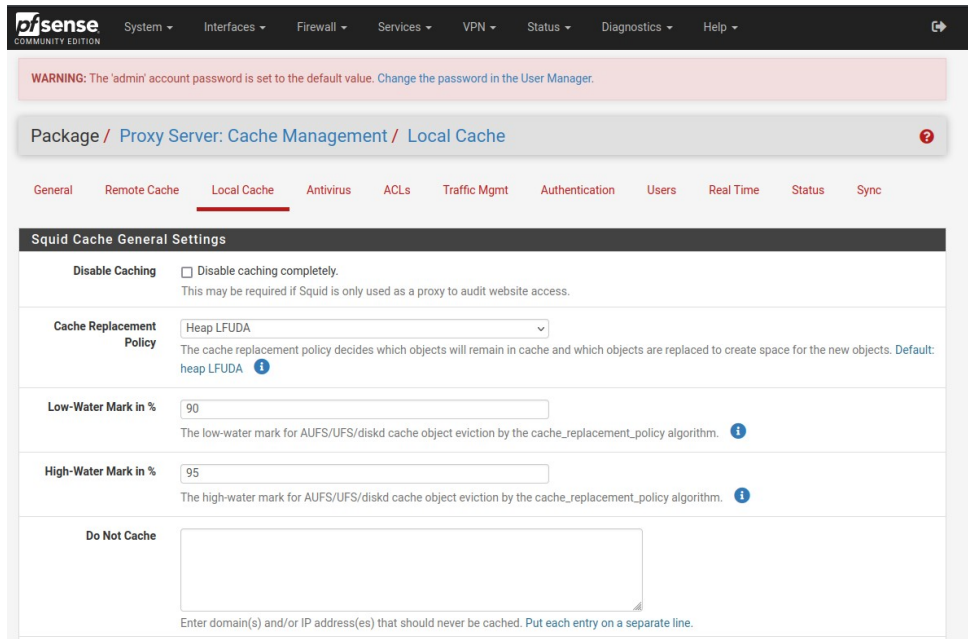 pfsense
COMMUNITY EDITION
System Interfaces Firewall Services VPN Status Diagnostics Help
WARNING: The 'admin' account password is set to the default value. Change the password in the User Manager.
Package / Proxy Server: Cache Management / Local Cache
General Remote Cache Local Cache Antivirus ACLs Traffic Mgmt Authentication Users Real Time Status Sync
Squid Cache General Settings
Disable Caching Disable caching completely.
This may be required if Squid is only used as a proxy to audit website access.
Cache Replacement Heap LFUDA
Policy
The cache replacement policy decides which objects will remain in cache and which objects are replaced to create space for the new objects. Default:
heap LFUDA
Low-Water Mark in % 90
The low-water mark for AUFS/UFS/diskd cache object eviction by the cache_replacement_policy algorithm.
High-Water Mark in % 95
The high-water mark for AUFS/UFS/diskd cache object eviction by the cache_replacement_policy algorithm.
Do Not Cache
Enter domain(s) and/or IP address(es) that should never be cached. Put each entry on a separate line.